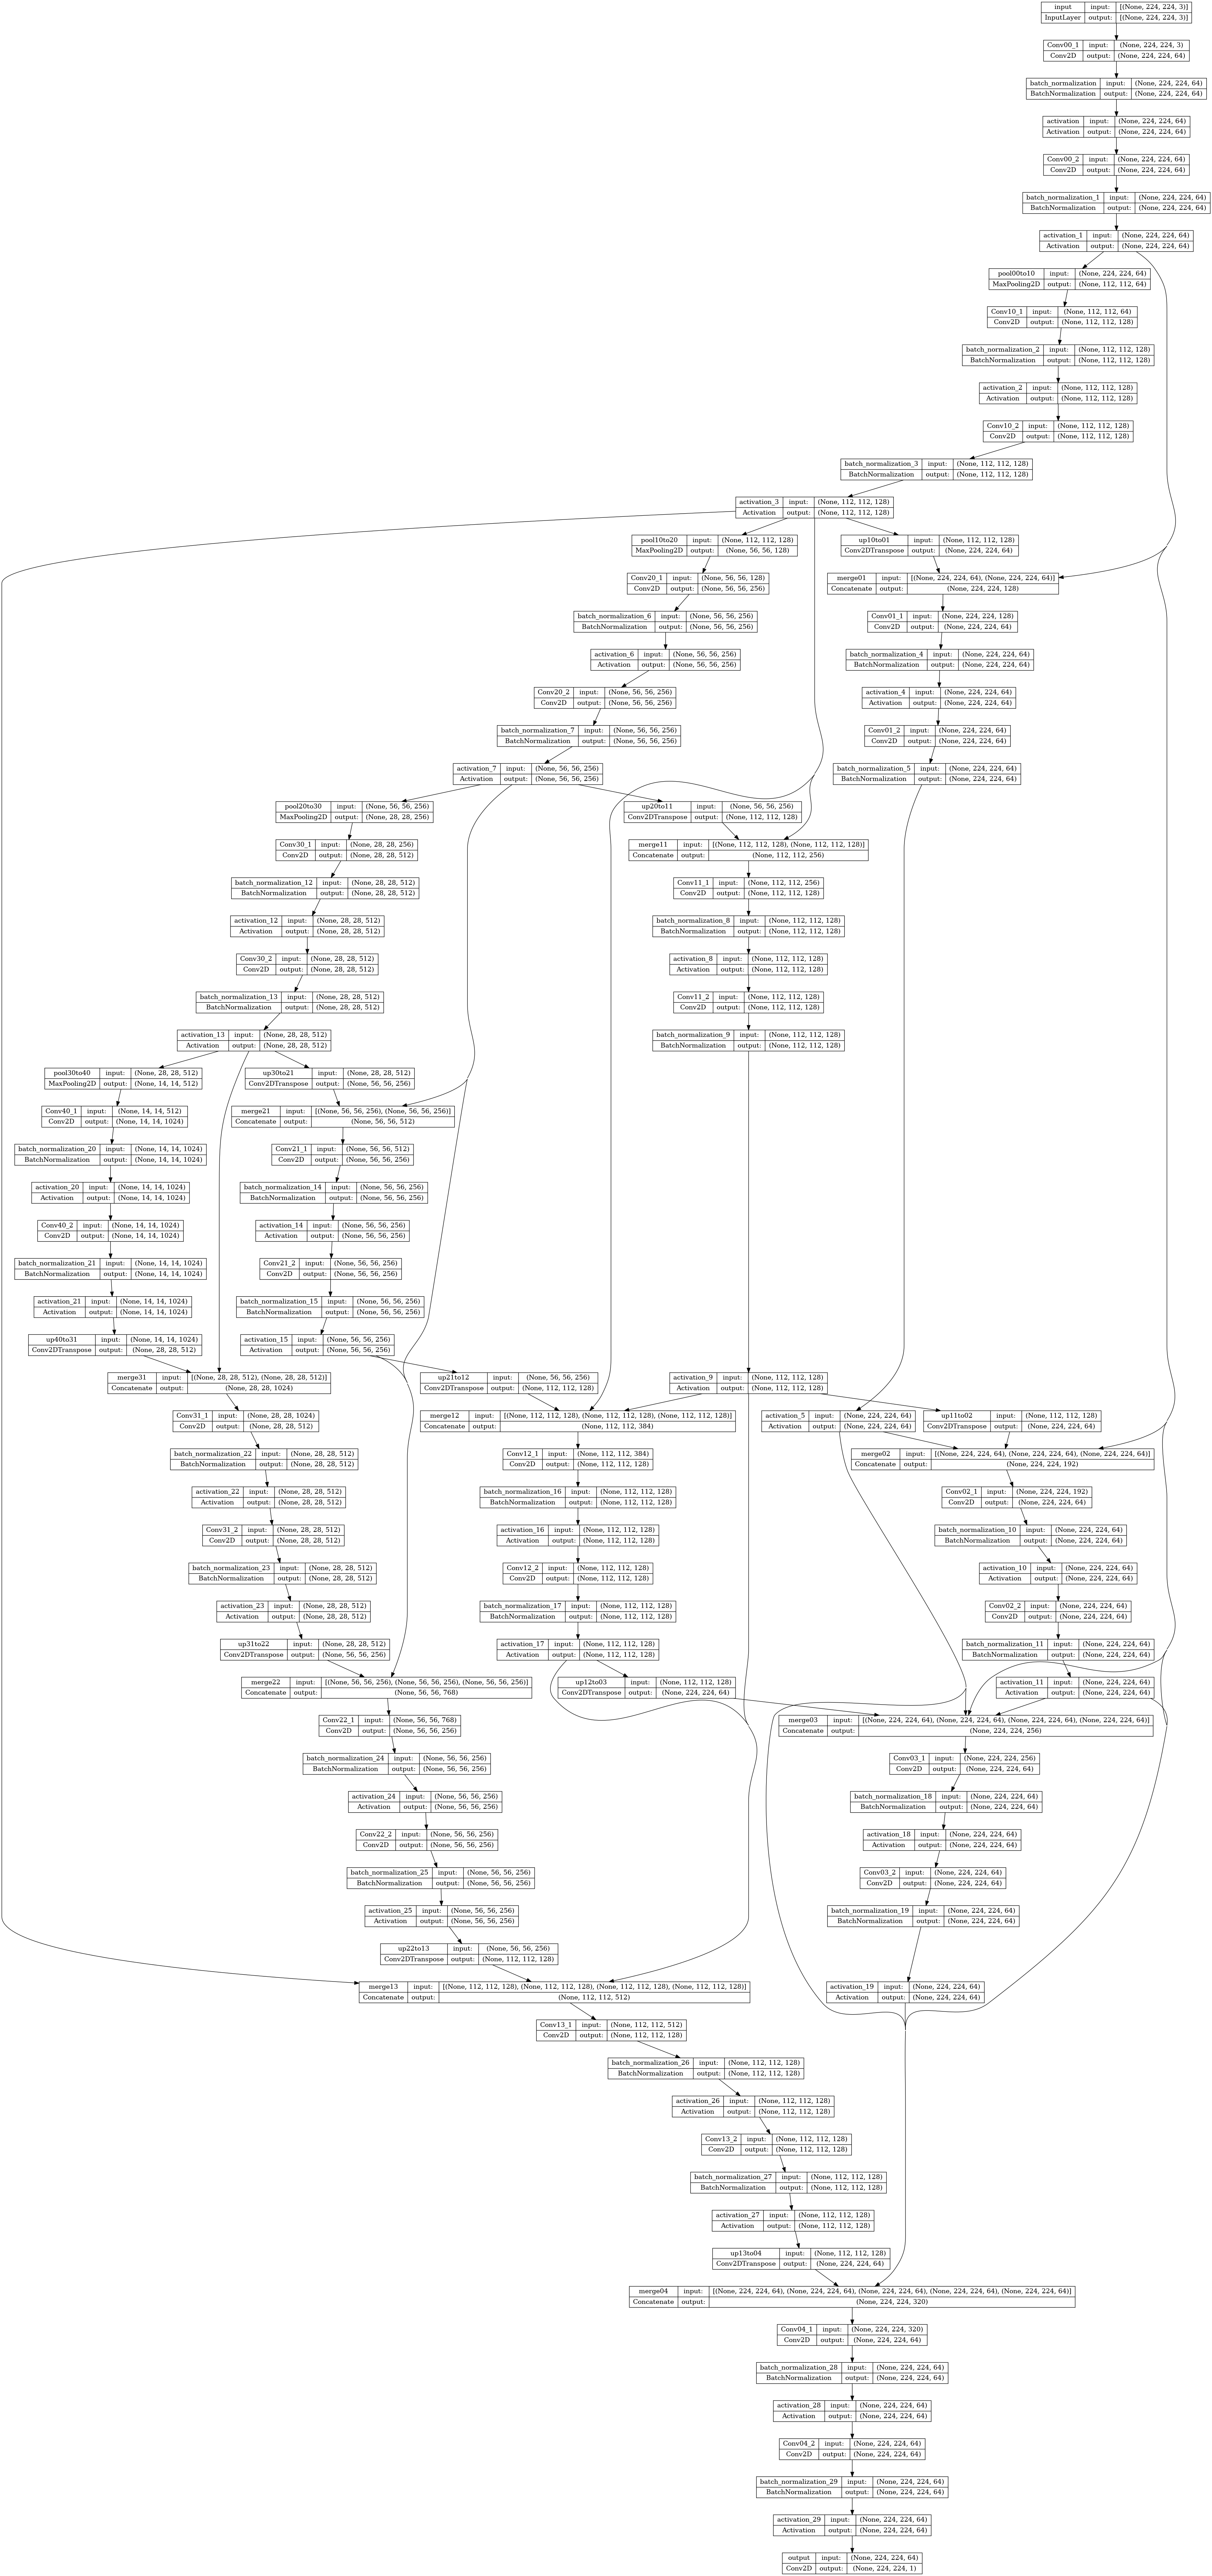 input input: [(None, 224, 224, 3)]
InputLayer output: [(None, 224, 224, 3)]
Conv00_1 input: (None, 224, 224, 3)
Conv2D output: (None, 224, 224, 64)
batch_normalization input: (None, 224, 224, 64)
BatchNormalization output: (None, 224, 224, 64)
activation input: (None, 224, 224, 64)
Activation output: (None, 224, 224, 64)
Conv00_2 input: (None, 224, 224, 64)
Conv2D output: (None, 224, 224, 64)
batch_normalization_1 input: (None, 224, 224, 64)
BatchNormalization output: (None, 224, 224, 64)
activation_1 input: (None, 224, 224, 64)
Activation output: (None, 224, 224, 64)
pool00to10 input: (None, 224, 224, 64)
MaxPooling2D output: (None, 112, 112, 64)
Conv10_1 input: (None, 112, 112, 64)
Conv2D output: (None, 112, 112, 128)
batch_normalization_2 input: (None, 112, 112, 128)
BatchNormalization output: (None, 112, 112, 128)
activation_2 input: (None, 112, 112, 128)
Activation output: (None, 112, 112, 128)
Conv10_2 input: (None, 112, 112, 128)
Conv2D output: (None, 112, 112, 128)
batch_normalization_3 input: (None, 112, 112, 128)
BatchNormalization output: (None, 112, 112, 128)
activation_3 input: (None, 112, 112, 128)
Activation output: (None, 112, 112, 128)
pool10to20 input: (None, 112, 112, 128)
MaxPooling2D output: (None, 56, 56, 128)
up10to01 input: (None, 112, 112, 128)
Conv2DTranspose output: (None, 224, 224, 64)
Conv20_1 input: (None, 56, 56, 128)
Conv2D output: (None, 56, 56, 256)
merge01 input: [(None, 224, 224, 64), (None, 224, 224, 64)]
Concatenate output: (None, 224, 224, 128)
batch_normalization_6 input: (None, 56, 56, 256)
BatchNormalization output: (None, 56, 56, 256)
Conv01_1 input: (None, 224, 224, 128)
Conv2D output: (None, 224, 224, 64)
activation_6 input: (None, 56, 56, 256)
Activation output: (None, 56, 56, 256)
batch_normalization_4 input: (None, 224, 224, 64)
BatchNormalization output: (None, 224, 224, 64)
Conv20_2 input: (None, 56, 56, 256)
Conv2D output: (None, 56, 56, 256)
activation_4 input: (None, 224, 224, 64)
Activation output: (None, 224, 224, 64)
batch_normalization_7 input: (None, 56, 56, 256)
BatchNormalization output: (None, 56, 56, 256)
Conv01_2 input: (None, 224, 224, 64)
Conv2D output: (None, 224, 224, 64)
activation_7 input: (None, 56, 56, 256)
Activation output: (None, 56, 56, 256)
batch_normalization_5 input: (None, 224, 224, 64)
BatchNormalization output: (None, 224, 224, 64)
pool20to30 input: (None, 56, 56, 256)
MaxPooling2D output: (None, 28, 28, 256)
up20to11 input: (None, 56, 56, 256)
Conv2DTranspose output: (None, 112, 112, 128)
Conv30_1 input: (None, 28, 28, 256)
Conv2D output: (None, 28, 28, 512)
merge11 input: [(None, 112, 112, 128), (None, 112, 112, 128)]
Concatenate output: (None, 112, 112, 256)
batch_normalization_12 input: (None, 28, 28, 512)
BatchNormalization output: (None, 28, 28, 512)
Conv11_1 input: (None, 112, 112, 256)
Conv2D output: (None, 112, 112, 128)
activation_12 input: (None, 28, 28, 512)
Activation output: (None, 28, 28, 512)
batch_normalization_8 input: (None, 112, 112, 128)
BatchNormalization output: (None, 112, 112, 128)
Conv30_2 input: (None, 28, 28, 512)
Conv2D output: (None, 28, 28, 512)
activation_8 input: (None, 112, 112, 128)
Activation output: (None, 112, 112, 128)
batch_normalization_13 input: (None, 28, 28, 512)
BatchNormalization output: (None, 28, 28, 512)
Conv11_2 input: (None, 112, 112, 128)
Conv2D output: (None, 112, 112, 128)
activation_13 input: (None, 28, 28, 512)
Activation output: (None, 28, 28, 512)
batch_normalization_9 input: (None, 112, 112, 128)
BatchNormalization output: (None, 112, 112, 128)
pool30to40 input: (None, 28, 28, 512)
MaxPooling2D output: (None, 14, 14, 512)
up30to21 input: (None, 28, 28, 512)
Conv2DTranspose output: (None, 56, 56, 256)
Conv40_1 input: (None, 14, 14, 512)
Conv2D output: (None, 14, 14, 1024)
merge21 input: [(None, 56, 56, 256), (None, 56, 56, 256)]
Concatenate output: (None, 56, 56, 512)
batch_normalization_20 input: (None, 14, 14, 1024)
BatchNormalization output: (None, 14, 14, 1024)
Conv21_1 input: (None, 56, 56, 512)
Conv2D output: (None, 56, 56, 256)
activation_20 input: (None, 14, 14, 1024)
Activation output: (None, 14, 14, 1024)
batch_normalization_14 input: (None, 56, 56, 256)
BatchNormalization output: (None, 56, 56, 256)
Conv40_2 input: (None, 14, 14, 1024)
Conv2D output: (None, 14, 14, 1024)
activation_14 input: (None, 56, 56, 256)
Activation output: (None, 56, 56, 256)
batch_normalization_21 input: (None, 14, 14, 1024)
BatchNormalization output: (None, 14, 14, 1024)
Conv21_2 input: (None, 56, 56, 256)
Conv2D output: (None, 56, 56, 256)
activation_21 input: (None, 14, 14, 1024)
Activation output: (None, 14, 14, 1024)
batch_normalization_15 input: (None, 56, 56, 256)
BatchNormalization output: (None, 56, 56, 256)
up40to31 input: (None, 14, 14, 1024)
Conv2DTranspose output: (None, 28, 28, 512)
activation_15 input: (None, 56, 56, 256)
Activation output: (None, 56, 56, 256)
merge31 input: [(None, 28, 28, 512), (None, 28, 28, 512)]
Concatenate output: (None, 28, 28, 1024)
up21to12 input: (None, 56, 56, 256)
Conv2DTranspose output: (None, 112, 112, 128)
activation_9 input: (None, 112, 112, 128)
Activation output: (None, 112, 112, 128)
Conv31_1 input: (None, 28, 28, 1024)
Conv2D output: (None, 28, 28, 512)
merge12 input: [(None, 112, 112, 128), (None, 112, 112, 128), (None, 112, 112, 128)]
Concatenate output: (None, 112, 112, 384)
activation_5 input: (None, 224, 224, 64)
Activation output: (None, 224, 224, 64)
up11to02 input: (None, 112, 112, 128)
Conv2DTranspose output: (None, 224, 224, 64)
batch_normalization_22 input: (None, 28, 28, 512)
BatchNormalization output: (None, 28, 28, 512)
Conv12_1 input: (None, 112, 112, 384)
Conv2D output: (None, 112, 112, 128)
merge02 input: [(None, 224, 224, 64), (None, 224, 224, 64), (None, 224, 224, 64)]
Concatenate output: (None, 224, 224, 192)
activation_22 input: (None, 28, 28, 512)
Activation output: (None, 28, 28, 512)
batch_normalization_16 input: (None, 112, 112, 128)
BatchNormalization output: (None, 112, 112, 128)
Conv02_1 input: (None, 224, 224, 192)
Conv2D output: (None, 224, 224, 64)
Conv31_2 input: (None, 28, 28, 512)
Conv2D output: (None, 28, 28, 512)
activation_16 input: (None, 112, 112, 128)
Activation output: (None, 112, 112, 128)
batch_normalization_10 input: (None, 224, 224, 64)
BatchNormalization output: (None, 224, 224, 64)
batch_normalization_23 input: (None, 28, 28, 512)
BatchNormalization output: (None, 28, 28, 512)
Conv12_2 input: (None, 112, 112, 128)
Conv2D output: (None, 112, 112, 128)
activation_10 input: (None, 224, 224, 64)
Activation output: (None, 224, 224, 64)
activation_23 input: (None, 28, 28, 512)
Activation output: (None, 28, 28, 512)
batch_normalization_17 input: (None, 112, 112, 128)
BatchNormalization output: (None, 112, 112, 128)
Conv02_2 input: (None, 224, 224, 64)
Conv2D output: (None, 224, 224, 64)
up31to22 input: (None, 28, 28, 512)
Conv2DTranspose output: (None, 56, 56, 256)
activation_17 input: (None, 112, 112, 128)
Activation output: (None, 112, 112, 128)
batch_normalization_11 input: (None, 224, 224, 64)
BatchNormalization output: (None, 224, 224, 64)
merge22 input: [(None, 56, 56, 256), (None, 56, 56, 256), (None, 56, 56, 256)]
Concatenate output: (None, 56, 56, 768)
up12to03 input: (None, 112, 112, 128)
Conv2DTranspose output: (None, 224, 224, 64)
activation_11 input: (None, 224, 224, 64)
Activation output: (None, 224, 224, 64)
Conv22_1 input: (None, 56, 56, 768)
Conv2D output: (None, 56, 56, 256)
merge03 input: [(None, 224, 224, 64), (None, 224, 224, 64), (None, 224, 224, 64), (None, 224, 224, 64)]
Concatenate output: (None, 224, 224, 256)
batch_normalization_24 input: (None, 56, 56, 256)
BatchNormalization output: (None, 56, 56, 256)
Conv03_1 input: (None, 224, 224, 256)
Conv2D output: (None, 224, 224, 64)
activation_24 input: (None, 56, 56, 256)
Activation output: (None, 56, 56, 256)
batch_normalization_18 input: (None, 224, 224, 64)
BatchNormalization output: (None, 224, 224, 64)
Conv22_2 input: (None, 56, 56, 256)
Conv2D output: (None, 56, 56, 256)
activation_18 input: (None, 224, 224, 64)
Activation output: (None, 224, 224, 64)
batch_normalization_25 input: (None, 56, 56, 256)
BatchNormalization output: (None, 56, 56, 256)
Conv03_2 input: (None, 224, 224, 64)
Conv2D output: (None, 224, 224, 64)
activation_25 input: (None, 56, 56, 256)
Activation output: (None, 56, 56, 256)
batch_normalization_19 input: (None, 224, 224, 64)
BatchNormalization output: (None, 224, 224, 64)
up22to13 input: (None, 56, 56, 256)
Conv2DTranspose output: (None, 112, 112, 128)
merge13 input: [(None, 112, 112, 128), (None, 112, 112, 128), (None, 112, 112, 128), (None, 112, 112, 128)]
Concatenate output: (None, 112, 112, 512)
activation_19 input: (None, 224, 224, 64)
Activation output: (None, 224, 224, 64)
Conv13_1 input: (None, 112, 112, 512)
Conv2D output: (None, 112, 112, 128)
batch_normalization_26 input: (None, 112, 112, 128)
BatchNormalization output: (None, 112, 112, 128)
activation_26 input: (None, 112, 112, 128)
Activation output: (None, 112, 112, 128)
Conv13_2 input: (None, 112, 112, 128)
Conv2D output: (None, 112, 112, 128)
batch_normalization_27 input: (None, 112, 112, 128)
BatchNormalization output: (None, 112, 112, 128)
activation_27 input: (None, 112, 112, 128)
Activation output: (None, 112, 112, 128)
up13to04 input: (None, 112, 112, 128)
Conv2DTranspose output: (None, 224, 224, 64)
merge04 input: [(None, 224, 224, 64), (None, 224, 224, 64), (None, 224, 224, 64), (None, 224, 224, 64), (None, 224, 224, 64)]
Concatenate output: (None, 224, 224, 320)
Conv04_1 input: (None, 224, 224, 320)
Conv2D output: (None, 224, 224, 64)
batch_normalization_28 input: (None, 224, 224, 64)
BatchNormalization output: (None, 224, 224, 64)
activation_28 input: (None, 224, 224, 64)
Activation output: (None, 224, 224, 64)
Conv04_2 input: (None, 224, 224, 64)
Conv2D output: (None, 224, 224, 64)
batch_normalization_29 input: (None, 224, 224, 64)
BatchNormalization output: (None, 224, 224, 64)
activation_29 input: (None, 224, 224, 64)
Activation output: (None, 224, 224, 64)
output input: (None, 224, 224, 64)
Conv2D output: (None, 224, 224, 1)